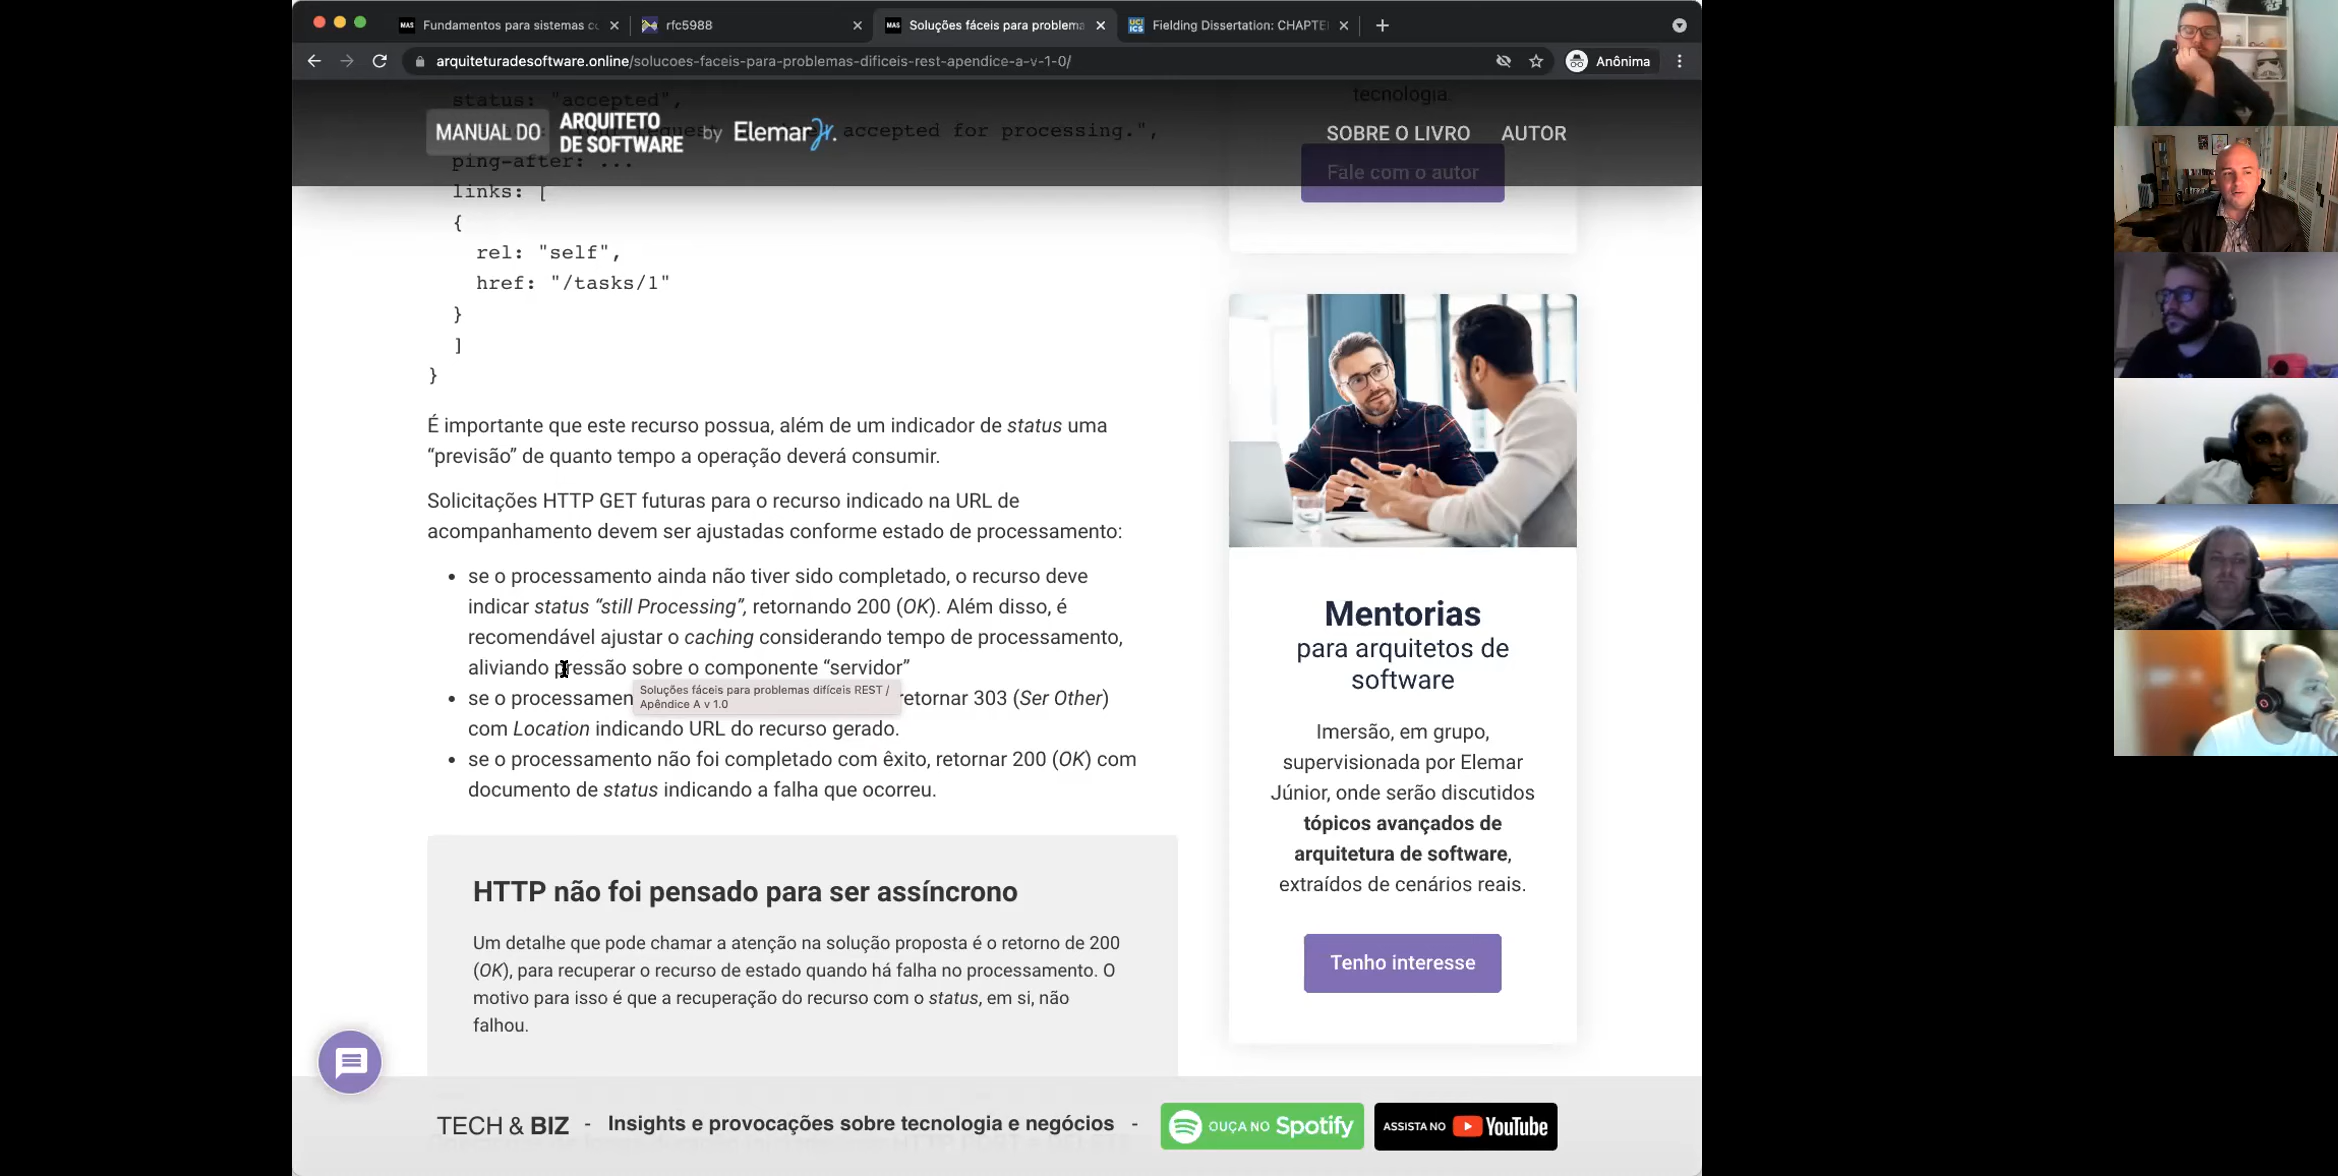 Fundamentos para sistemas co
rfc5988
Soluções fáceis para problema
Fielding Dissertation: CHAPTE
arquiteturadesoftware.online/solucoes-faceis-para-problemas-dificeis-rest-apendice-a-v-1-0/
Anônima
MANUAL DO ARQUITETO DE SOFTWARE by Elemar Jr.
SOBRE O LIVRO
AUTOR
status: "accepted",
accepted for processing.",
ping-after: ...
links: [
{
rel: "self",
href: "/tasks/1"
}
]
}
É importante que este recurso possua, além de um indicador de status uma
“previsão” de quanto tempo a operação deverá consumir.
Solicitações HTTP GET futuras para o recurso indicado na URL de
acompanhamento devem ser ajustadas conforme estado de processamento:
• se o processamento ainda não tiver sido completado, o recurso deve
indicar status “still Processing”, retornando 200 (OK). Além disso, é
recomendável ajustar o caching considerando tempo de processamento,
aliviando pressão sobre o componente “servidor”
Soluções fáceis para problemas difíceis REST /
Apêndice A v 1.0
• se o processamen retornar 303 (Ser Other)
com Location indicando URL do recurso gerado.
• se o processamento não foi completado com êxito, retornar 200 (OK) com
documento de status indicando a falha que ocorreu.
HTTP não foi pensado para ser assíncrono
Um detalhe que pode chamar a atenção na solução proposta é o retorno de 200
(OK), para recuperar o recurso de estado quando há falha no processamento. O
motivo para isso é que a recuperação do recurso com o status, em si, não
falhou.
tecnologia.
Fale com o autor
Mentorias
para arquitetos de
software
Imersão, em grupo,
supervisionada por Elemar
Júnior, onde serão discutidos
tópicos avançados de
arquitetura de software,
extraídos de cenários reais.
Tenho interesse
TECH & BIZ - Insights e provocações sobre tecnologia e negócios -
OUÇA NO Spotify
ASSISTA NO YouTube